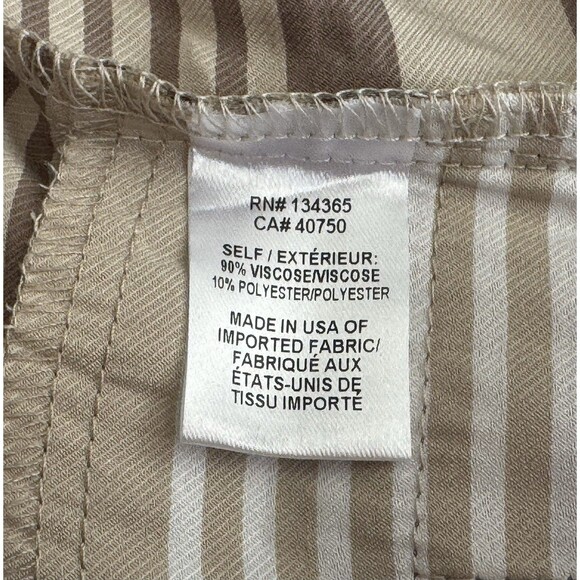 RN# 134365
CA# 40750
SELF / EXTÉRIEUR:
90% VISCOSE/VISCOSE
10% POLYESTER/POLYESTER
MADE IN USA OF
IMPORTED FABRIC/
FABRIQUÉ AUX
ÉTATS-UNIS DE
TISSU IMPORTÉ